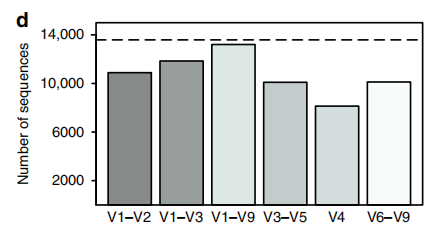 d
Number of sequences
14,000
10,000
6000
2000
V1–V2 V1–V3 V1–V9 V3–V5 V4 V6–V9